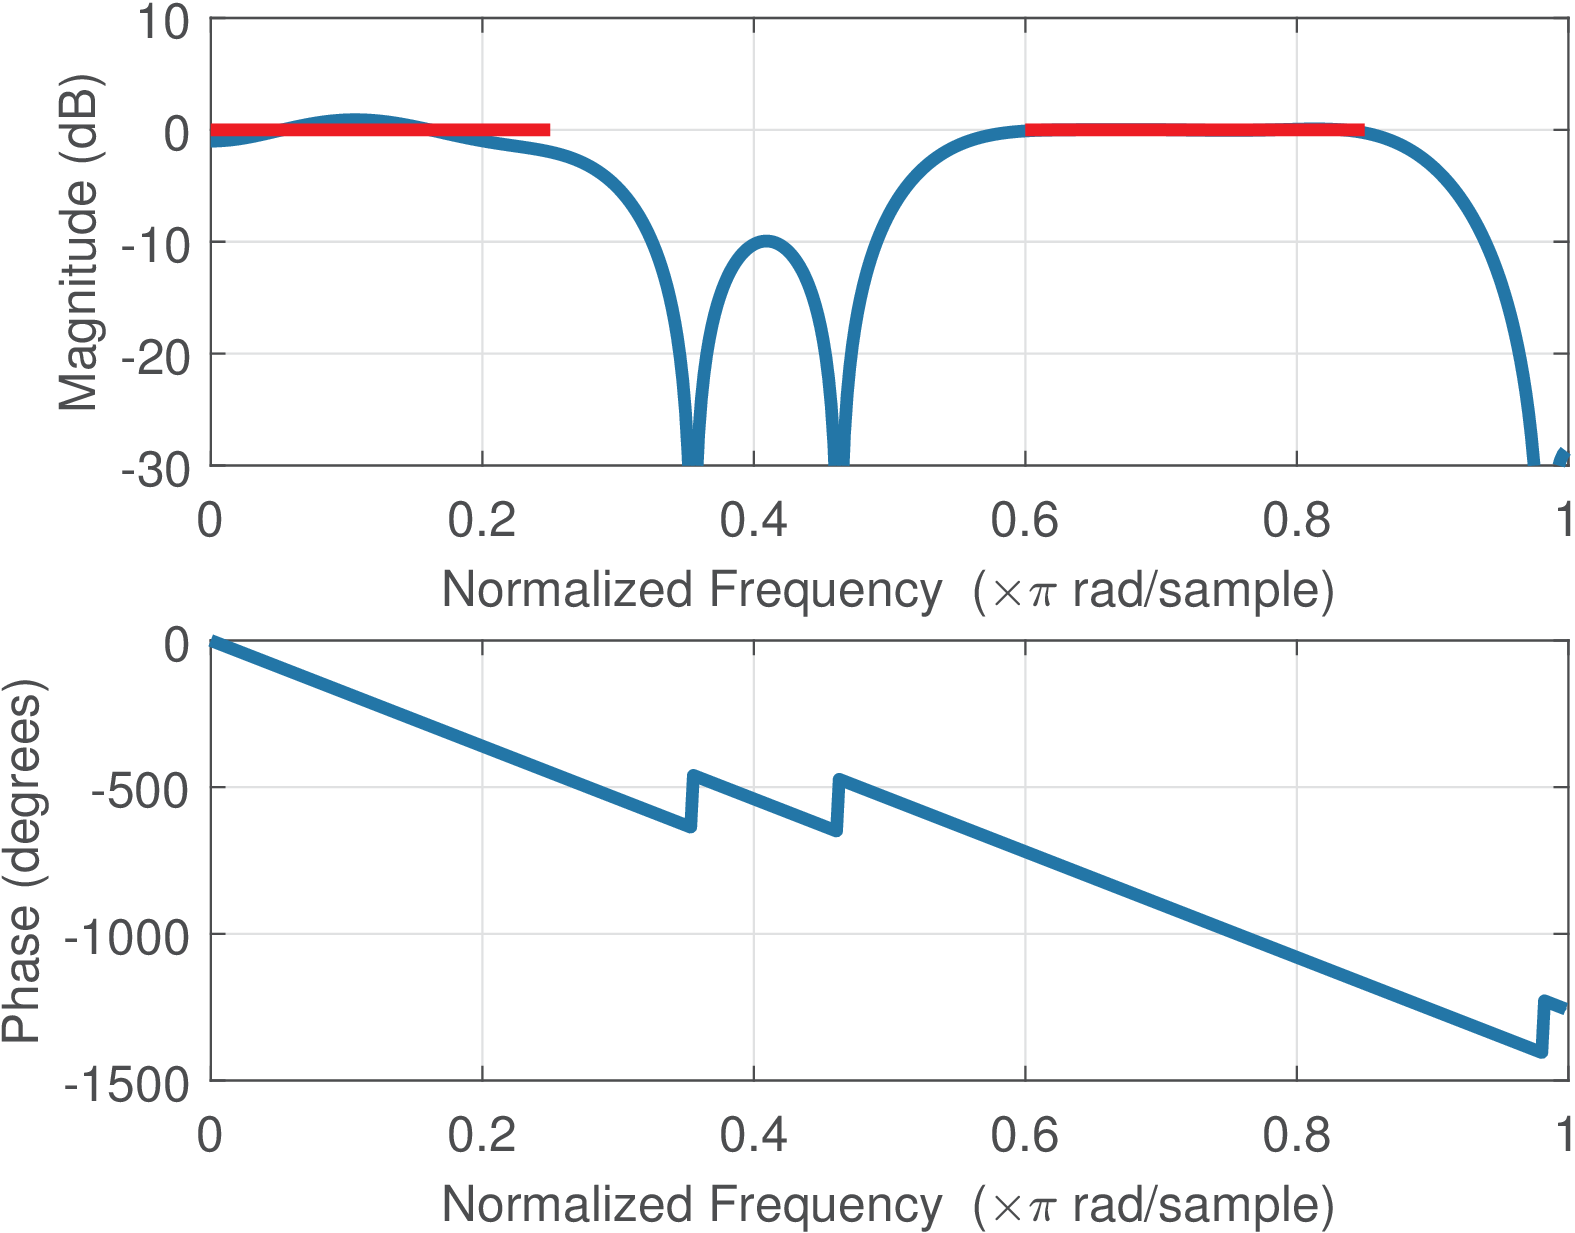 10
0
-10
-20
-30
Magnitude (dB)
0 0.2 0.4 0.6 0.8 1
Normalized Frequency (×π rad/sample)
0
-500
-1000
-1500
Phase (degrees)
0 0.2 0.4 0.6 0.8 1
Normalized Frequency (×π rad/sample)